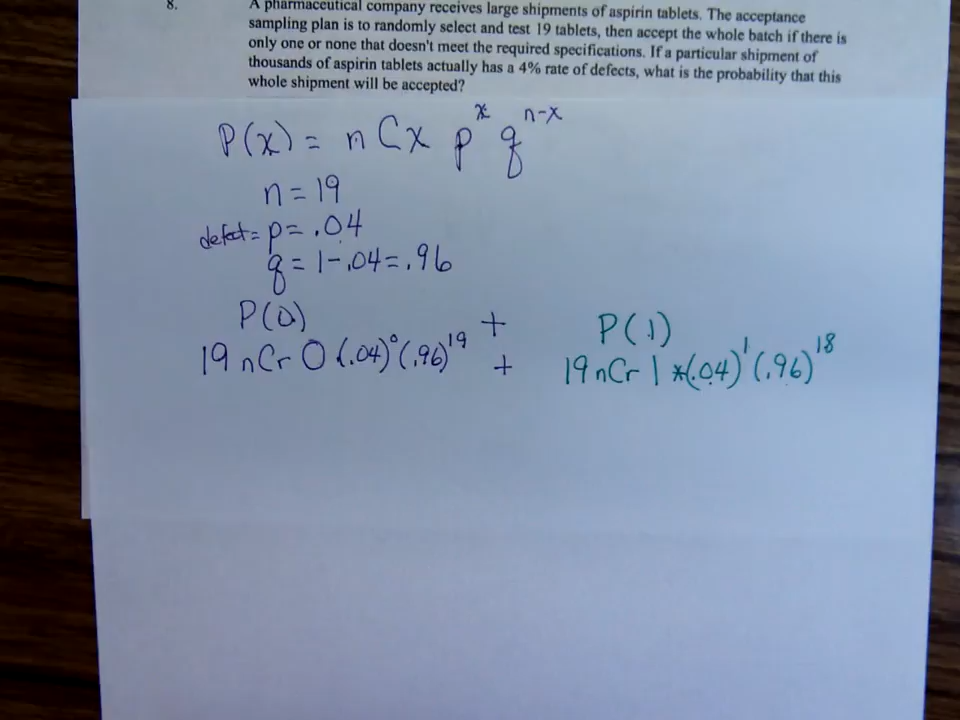 8. A pharmaceutical company receives large shipments of aspirin tablets. The acceptance
sampling plan is to randomly select and test 19 tablets, then accept the whole batch if there is
only one or none that doesn't meet the required specifications. If a particular shipment of
thousands of aspirin tablets actually has a 4% rate of defects, what is the probability that this
whole shipment will be accepted?
P(x) = n C x p^x q^n-x
n = 19
defect = p = .04
q = 1 - .04 = .96
P(0) + P(1)
19 nCr 0 (.04)^0 (.96)^19 + 19 nCr 1 * (.04)^1 (.96)^18